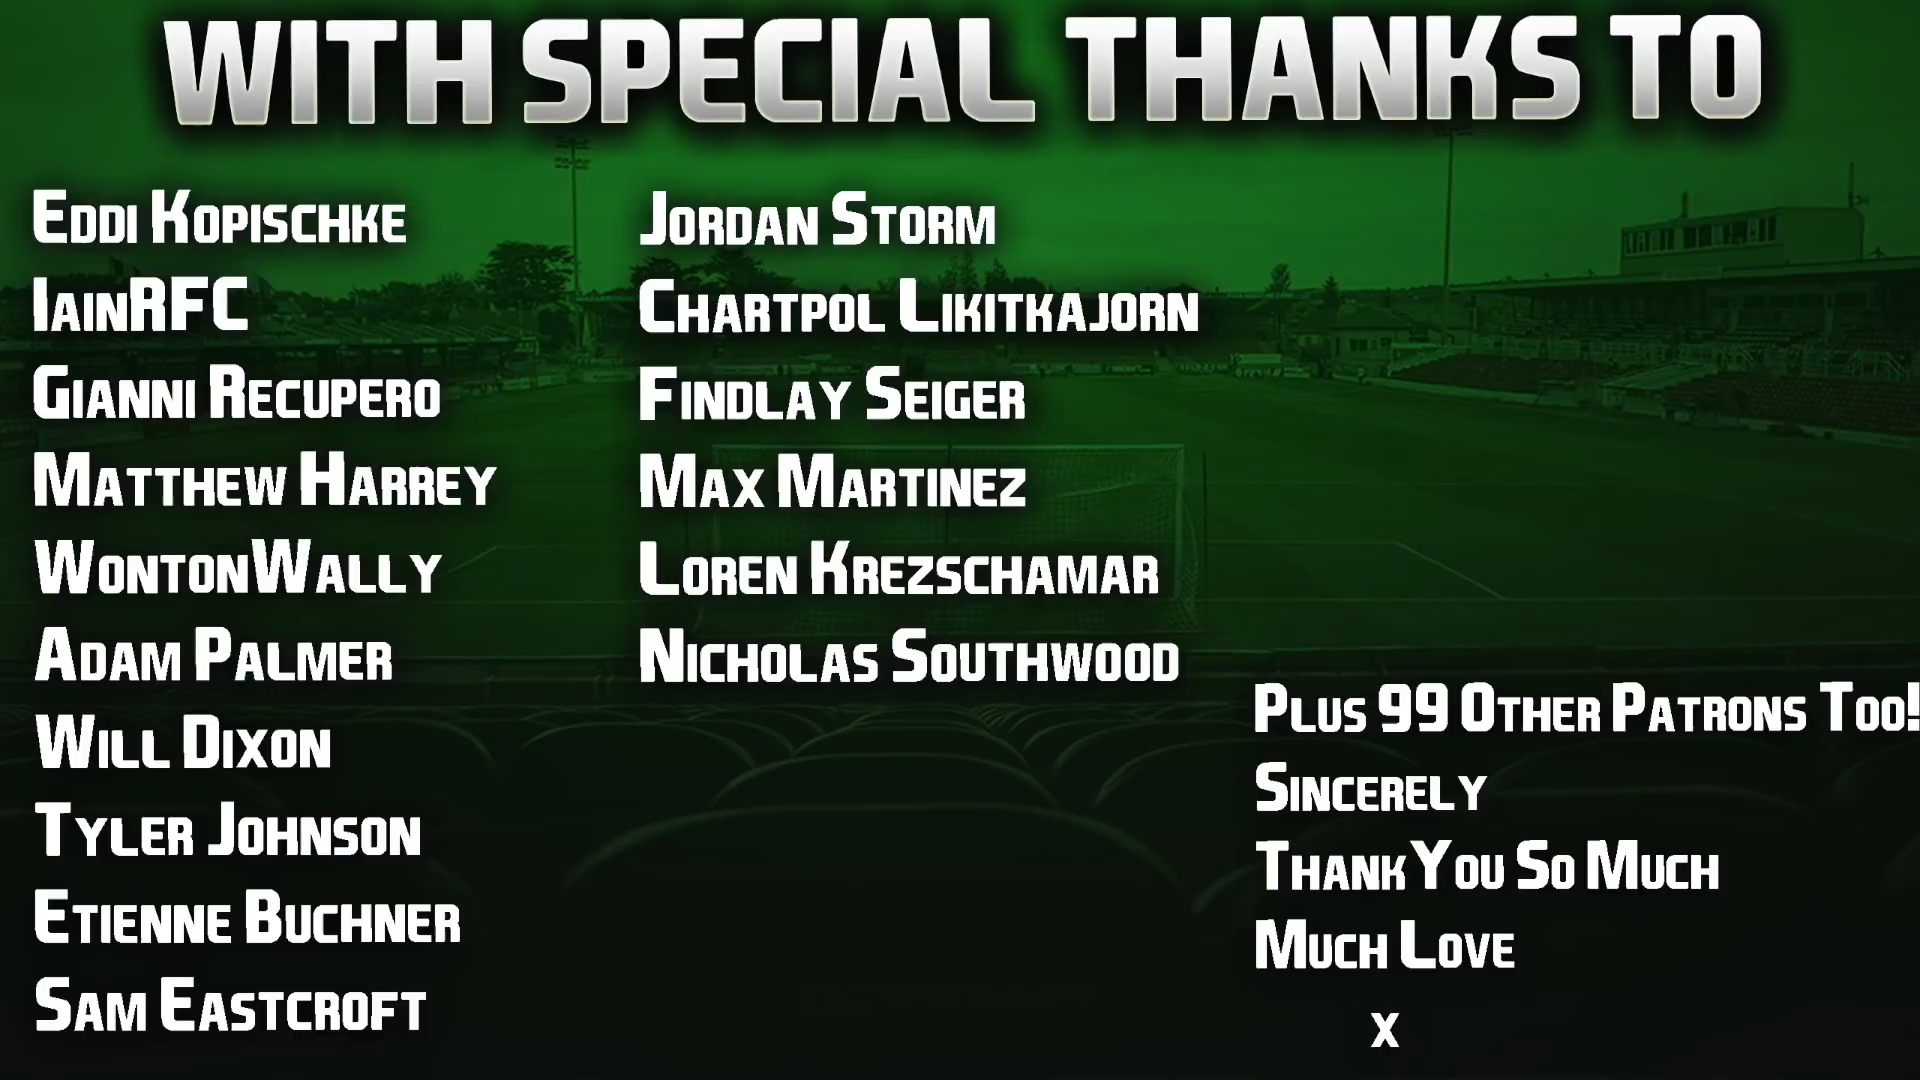 WITH SPECIAL THANKS TO
Eddi Kopischke
IainRFC
Gianni Recupero
Matthew Harrey
WontonWally
Adam Palmer
Will Dixon
Tyler Johnson
Etienne Buchner
Sam Eastcroft
Jordan Storm
Chartpol Likitkajorn
Findlay Seiger
Max Martinez
Loren Krezschamar
Nicholas Southwood
Plus 99 Other Patrons Too!
Sincerely
Thank You So Much
Much Love
x